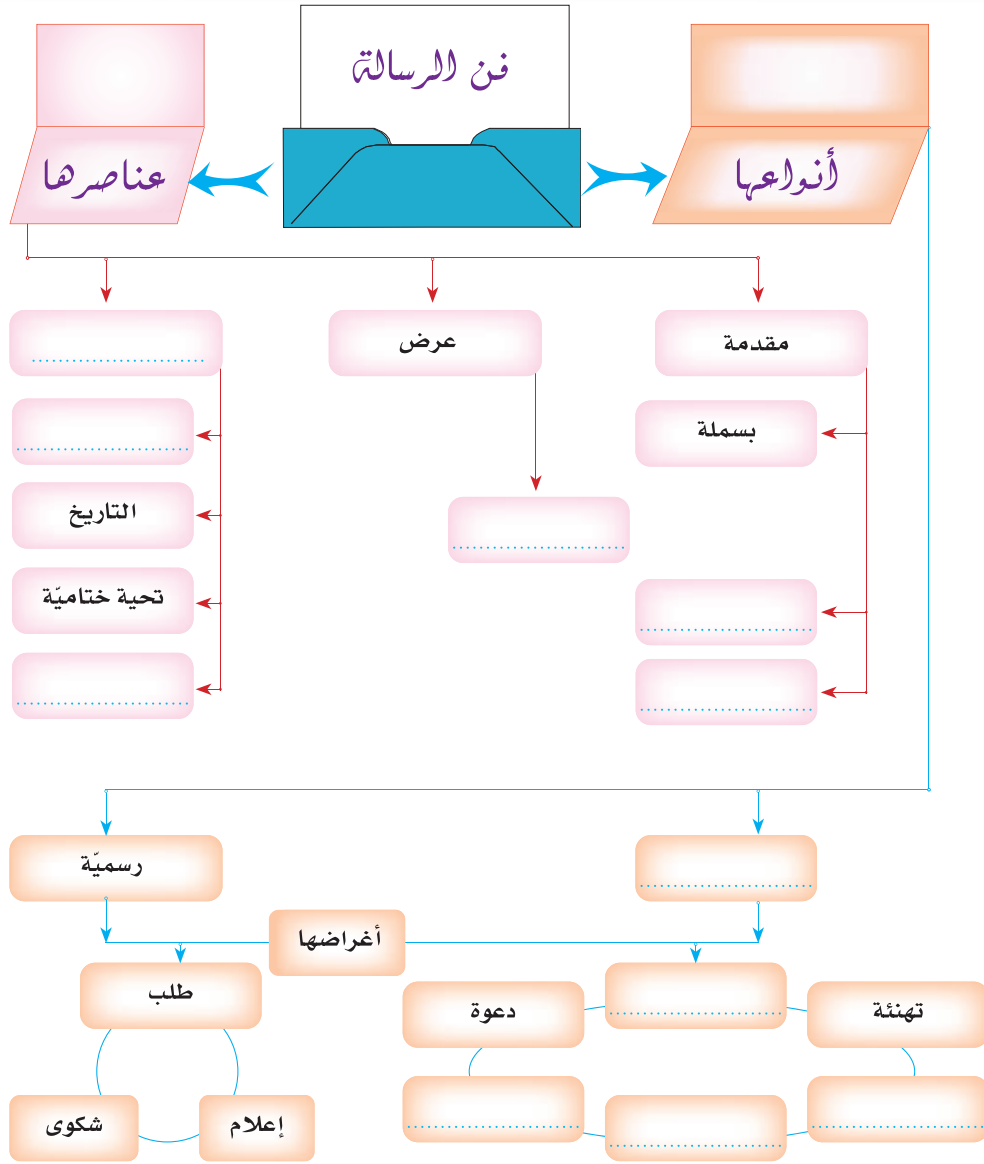 فن الرسالة
أنواعها
عناصرها
مقدمة
عرض
بسملة
التاريخ
تحية ختاميّة
رسميّة
أغراضها
طلب
إعلام
شكوى
تهنئة
دعوة